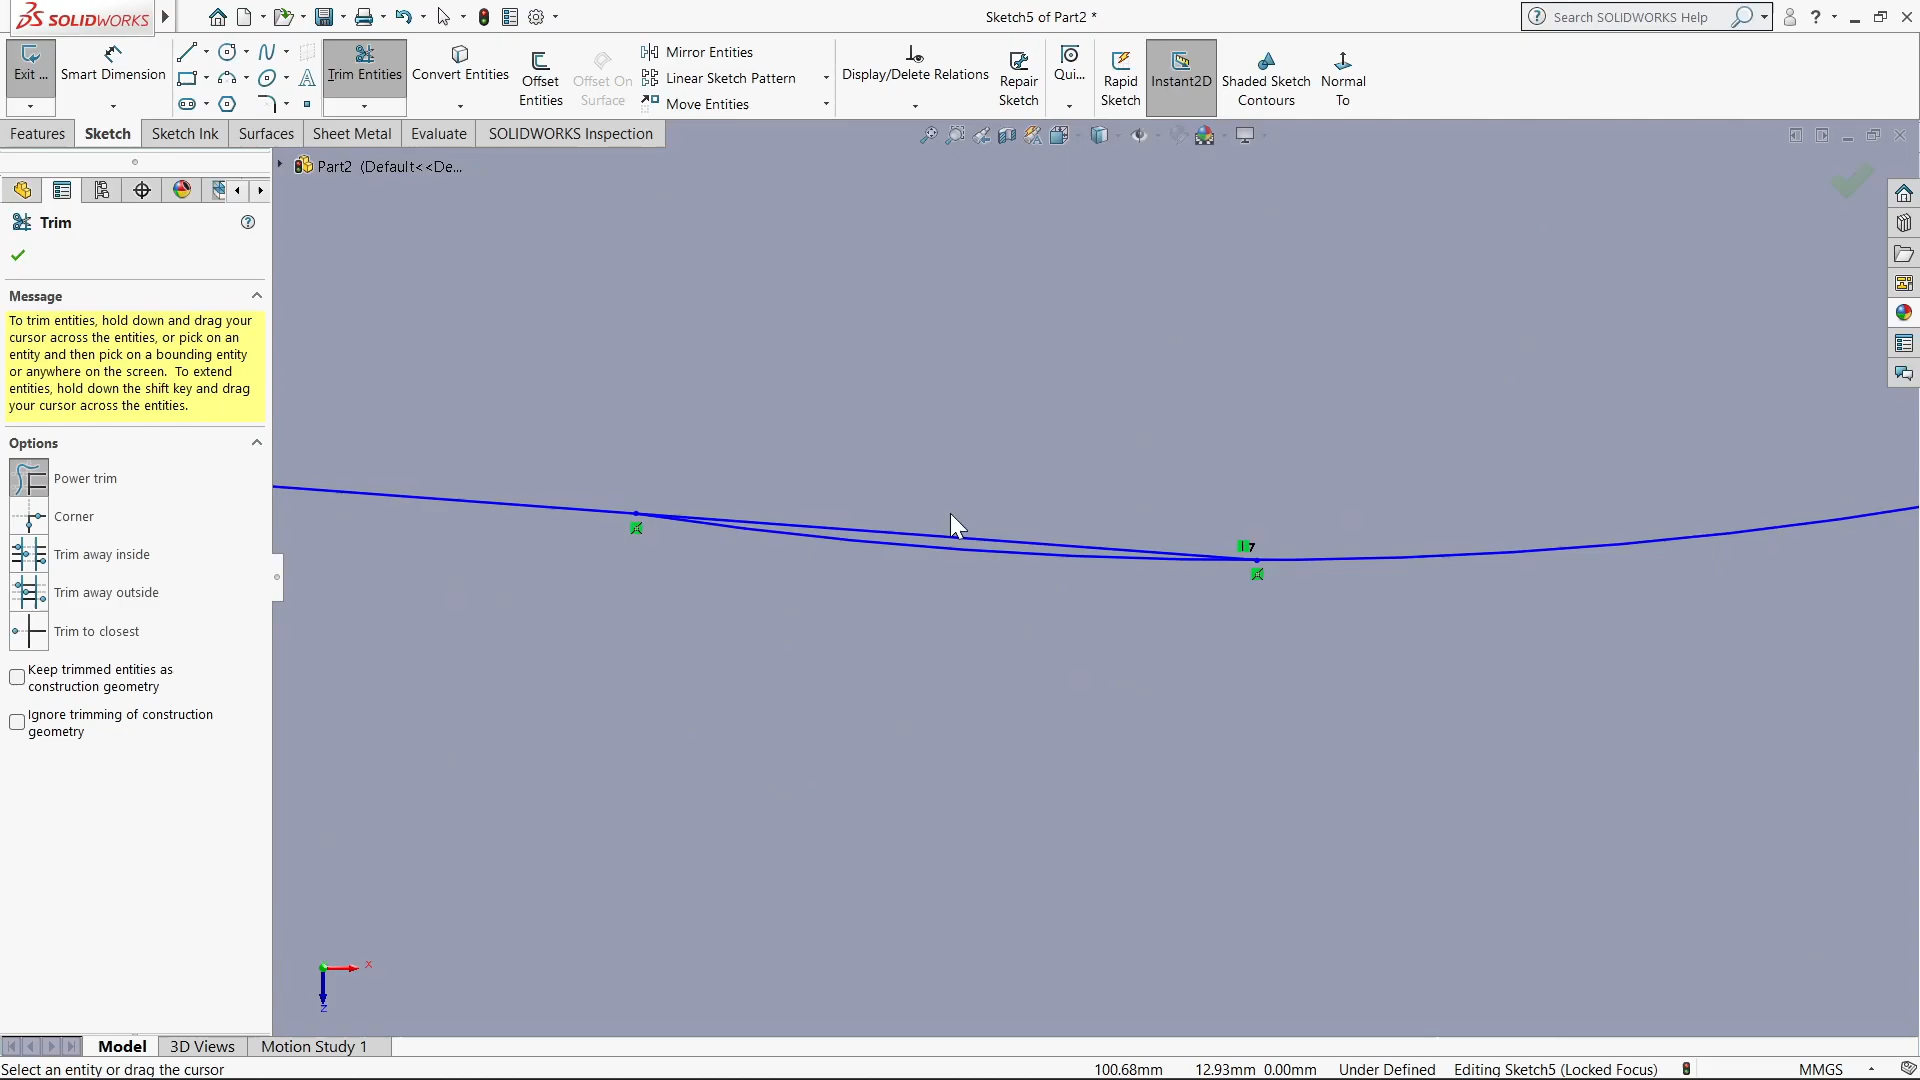 SOLIDWORKS
Sketch5 of Part2 *
Search SOLIDWORKS Help
Exit ...
Smart Dimension
Trim Entities
Convert Entities
Offset
Entities
Offset On
Surface
Mirror Entities
Linear Sketch Pattern
Move Entities
Display/Delete Relations
Repair
Sketch
Qui...
Rapid
Sketch
Instant2D
Shaded Sketch
Contours
Normal
To
Features
Sketch
Sketch Ink
Surfaces
Sheet Metal
Evaluate
SOLIDWORKS Inspection
Part2 (Default<<De...
Trim
Message
To trim entities, hold down and drag your
cursor across the entities, or pick on an
entity and then pick on a bounding entity
or anywhere on the screen. To extend
entities, hold down the shift key and drag
your cursor across the entities.
Options
Power trim
Corner
Trim away inside
Trim away outside
Trim to closest
Keep trimmed entities as
construction geometry
Ignore trimming of construction
geometry
7
X
Z
Model
3D Views
Motion Study 1
Select an entity or drag the cursor
100.68mm
12.93mm 0.00mm
Under Defined
Editing Sketch5 (Locked Focus)
MMGS